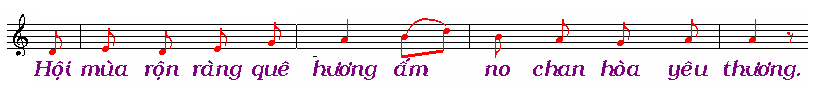 Hội mùa rộn ràng quê hương ấm no chan hòa yêu thương.